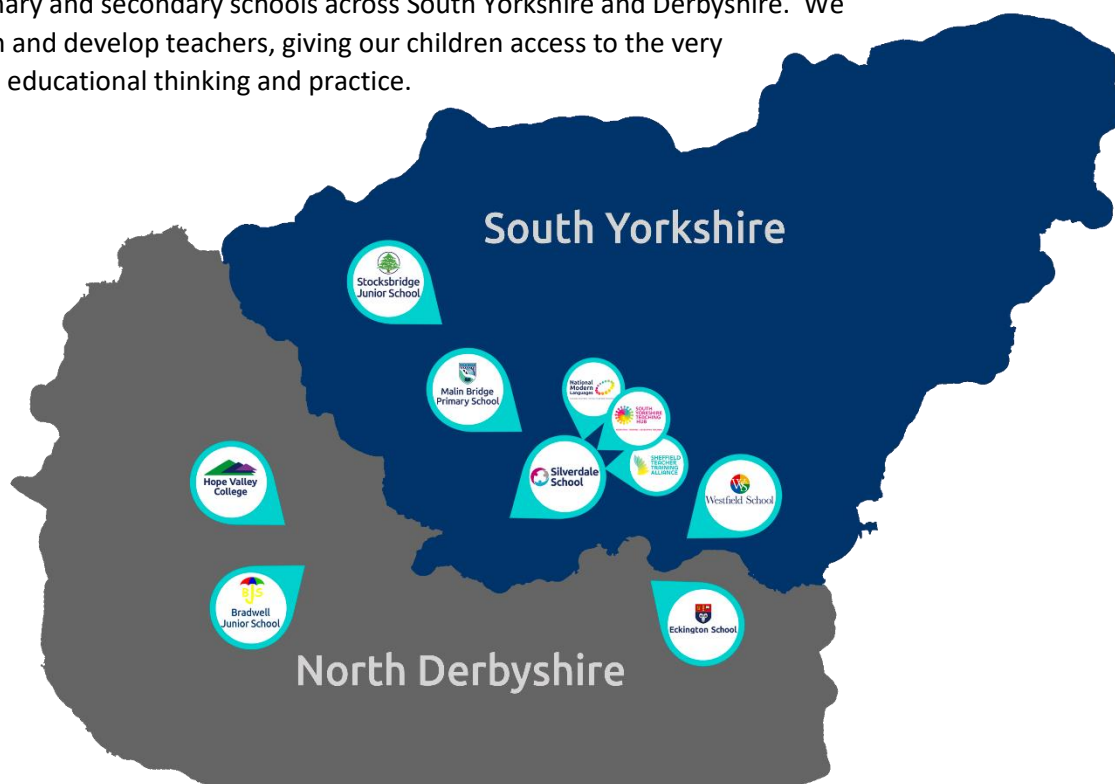 and secondary schools across South Yorkshire and Derbyshire.  We
and develop teachers, giving our children access to the very
educational thinking and practice.
South Yorkshire
Stocksbridge
Junior School
Malin Bridge
Primary School
National
Modern
Languages
SOUTH
YORKSHIRE
TEACHING
HUB
Silverdale
School
SHEFFIELD
TEACHER
TRAINING
ALLIANCE
Hope Valley
College
WS
Westfield School
BJS
Bradwell
Junior School
Eckington School
North Derbyshire